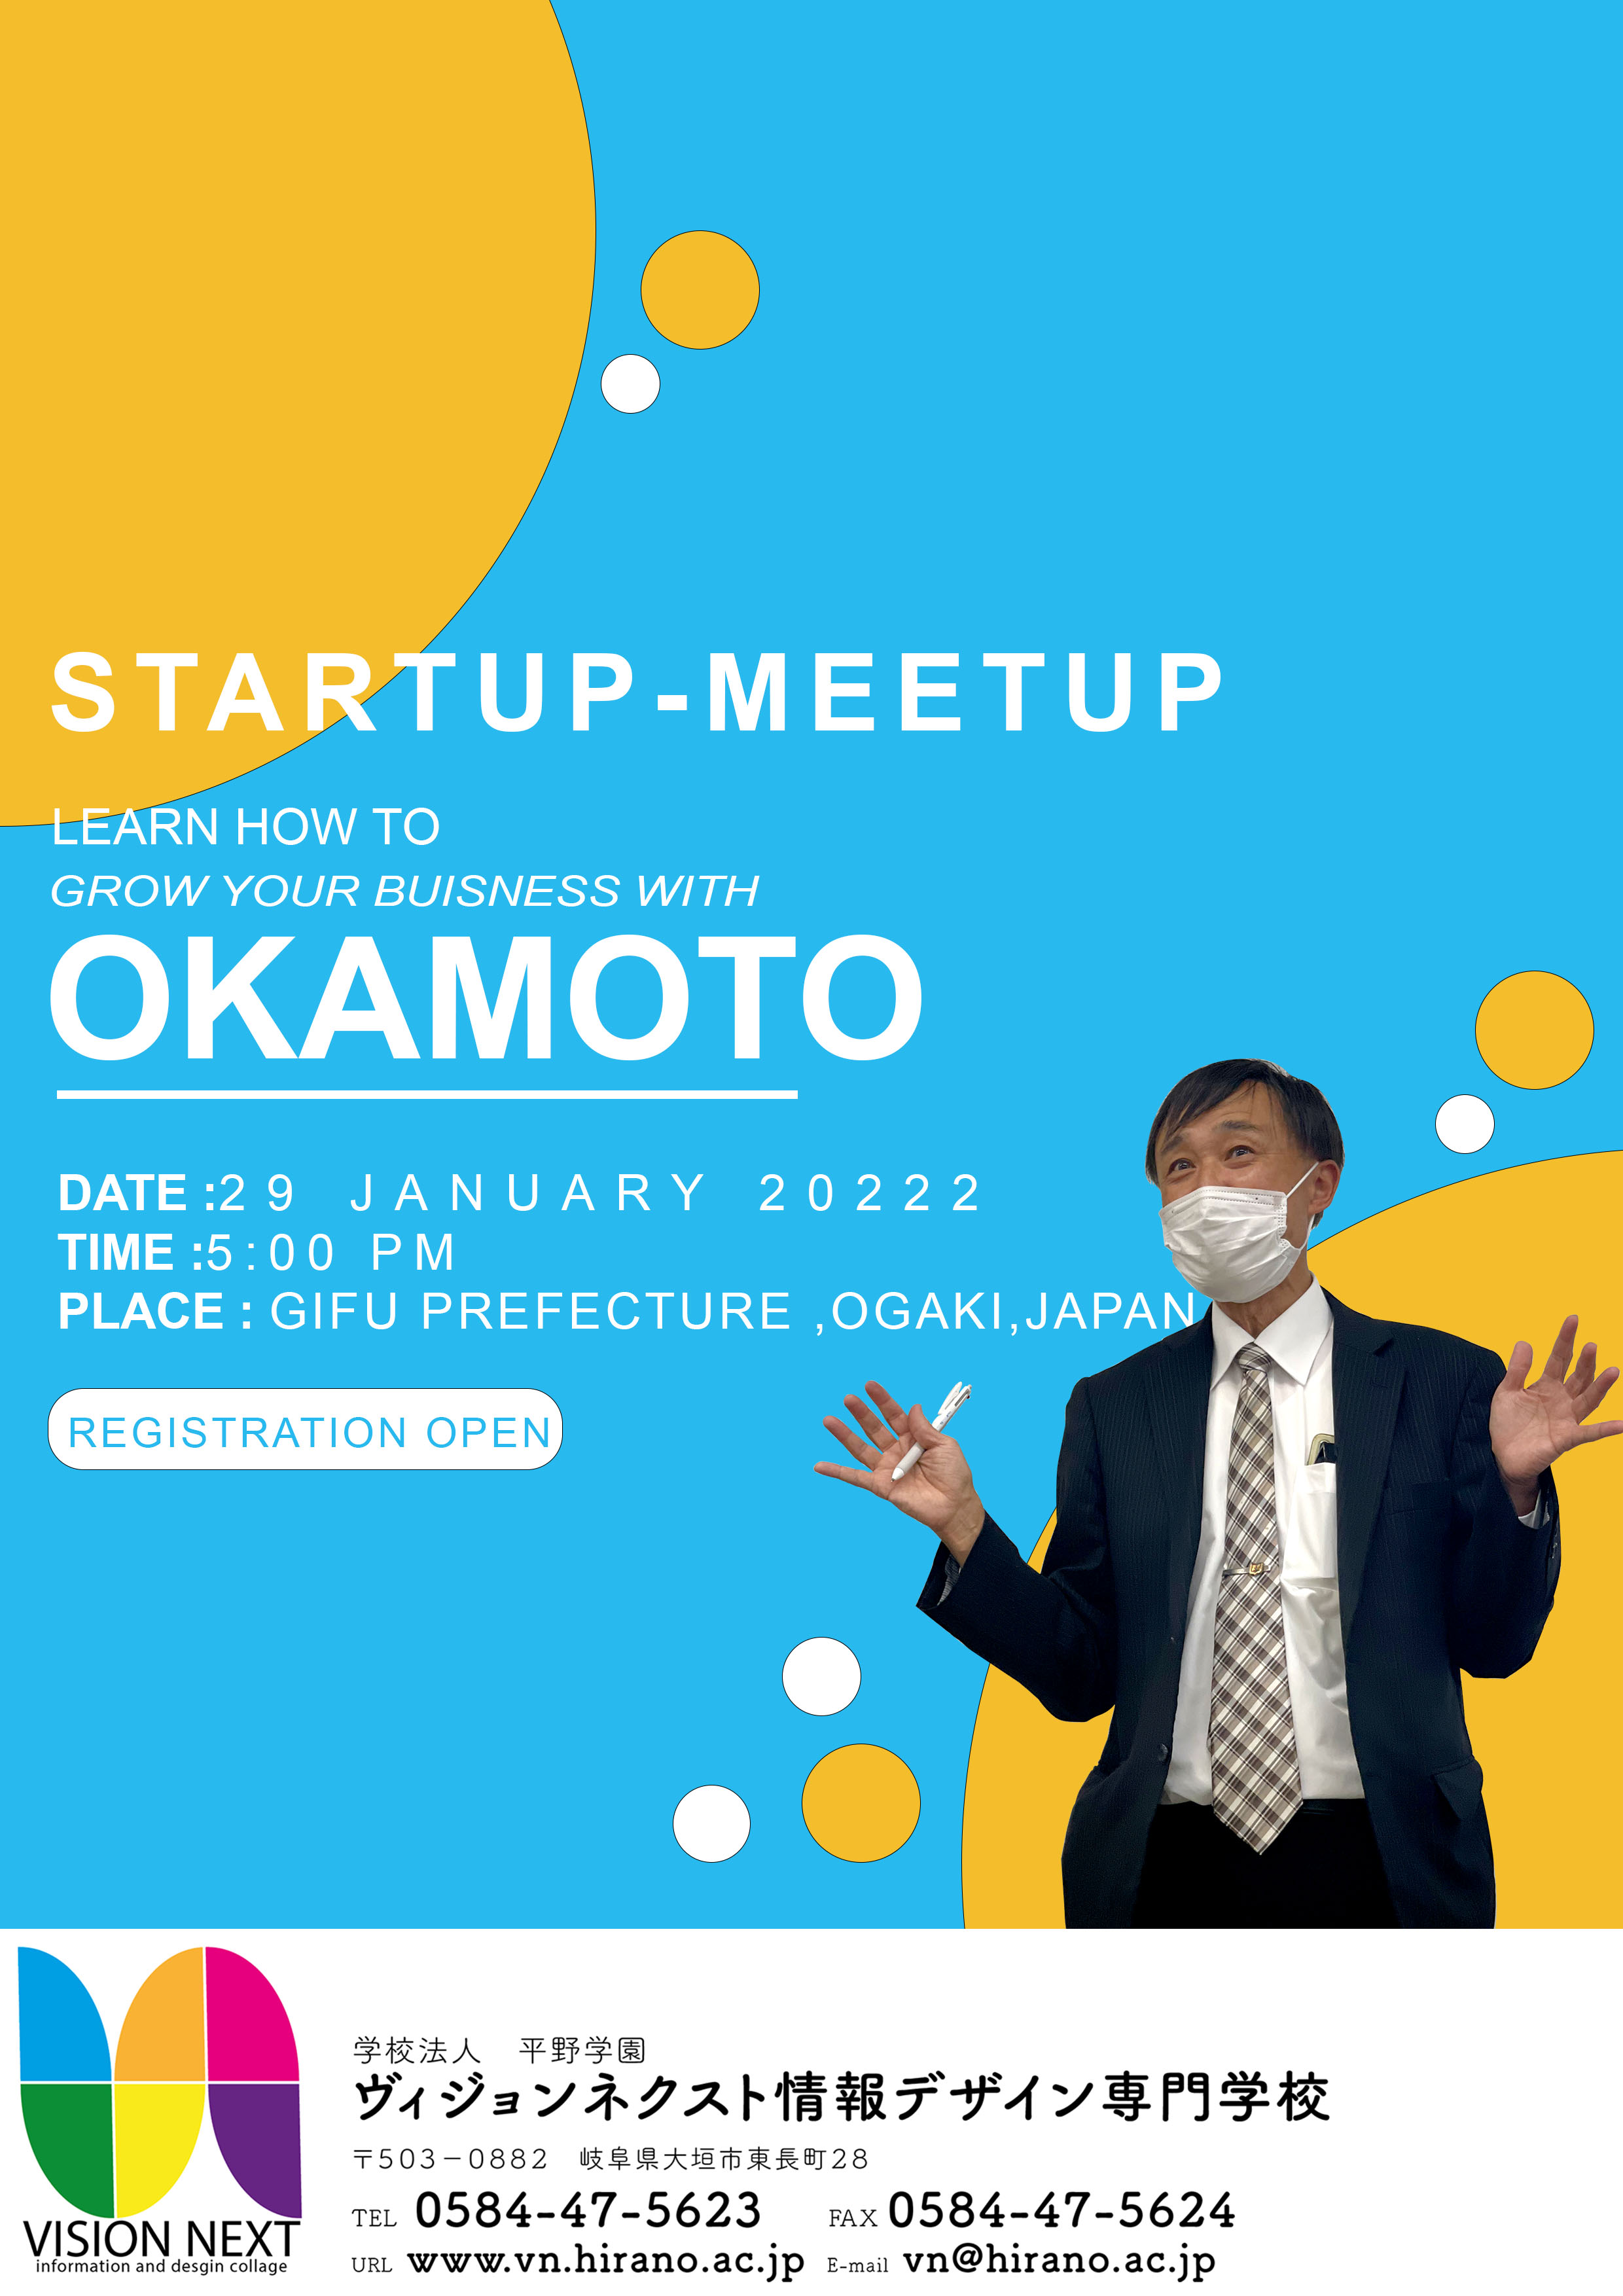 STARTUP-MEETUP
LEARN HOW TO
GROW YOUR BUISNESS WITH
OKAMOTO
DATE :29 JANUARY 20222
TIME :5:00 PM
PLACE : GIFU PREFECTURE ,OGAKI,JAPAN
REGISTRATION OPEN
学校法人　平野学園
ヴィジョンネクスト情報デザイン専門学校
〒503－0882　岐阜県大垣市東長町28
TEL 0584-47-5623 FAX 0584-47-5624
URL www.vn.hirano.ac.jp E-mail vn@hirano.ac.jp
VISION NEXT
information and desgin collage